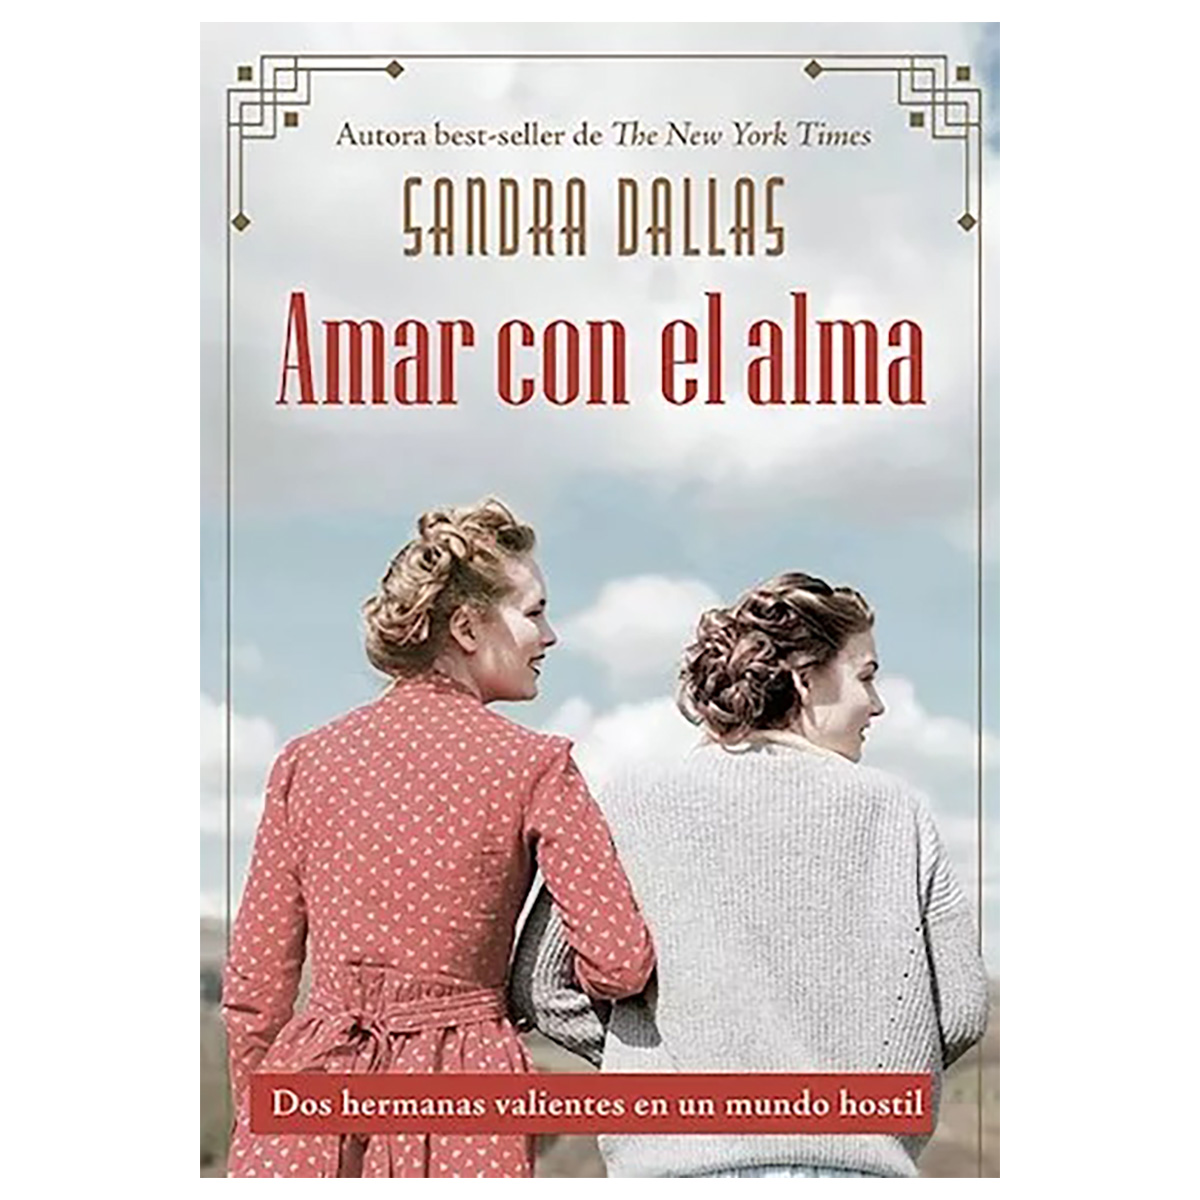 Autora best-seller de The New York Times
SANDRA DALLAS
Amar con el alma
Dos hermanas valientes en un mundo hostil